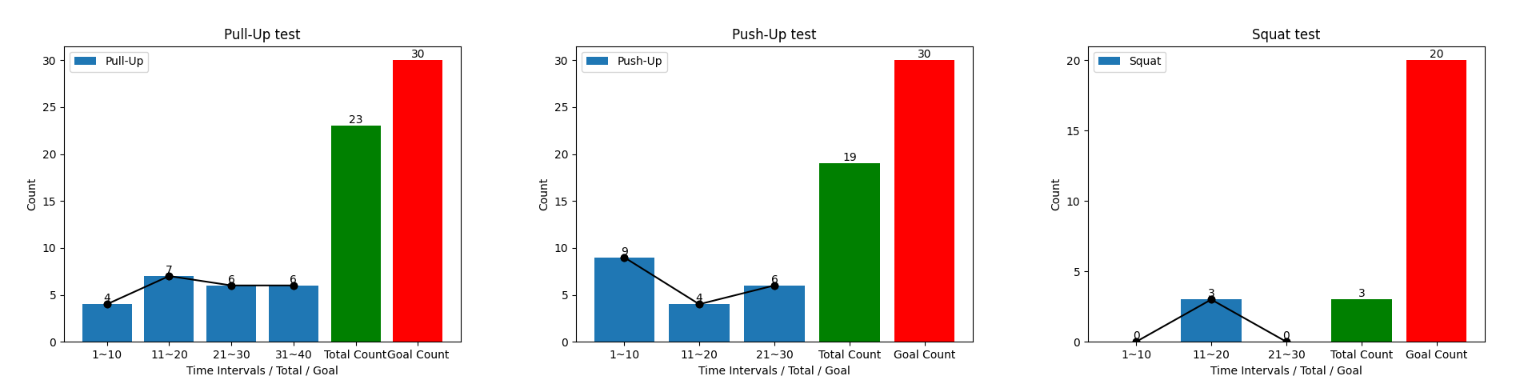 Pull-Up test
Pull-Up
30
25
20
15
10
5
0
Count
4
7
6
6
23
30
1~10
11~20
21~30
31~40
Total Count
Goal Count
Time Intervals / Total / Goal
Push-Up test
Push-Up
30
25
20
15
10
5
0
Count
9
4
6
19
30
1~10
11~20
21~30
Total Count
Goal Count
Time Intervals / Total / Goal
Squat test
Squat
20
15
10
5
0
Count
0
3
0
3
20
1~10
11~20
21~30
Total Count
Goal Count
Time Intervals / Total / Goal